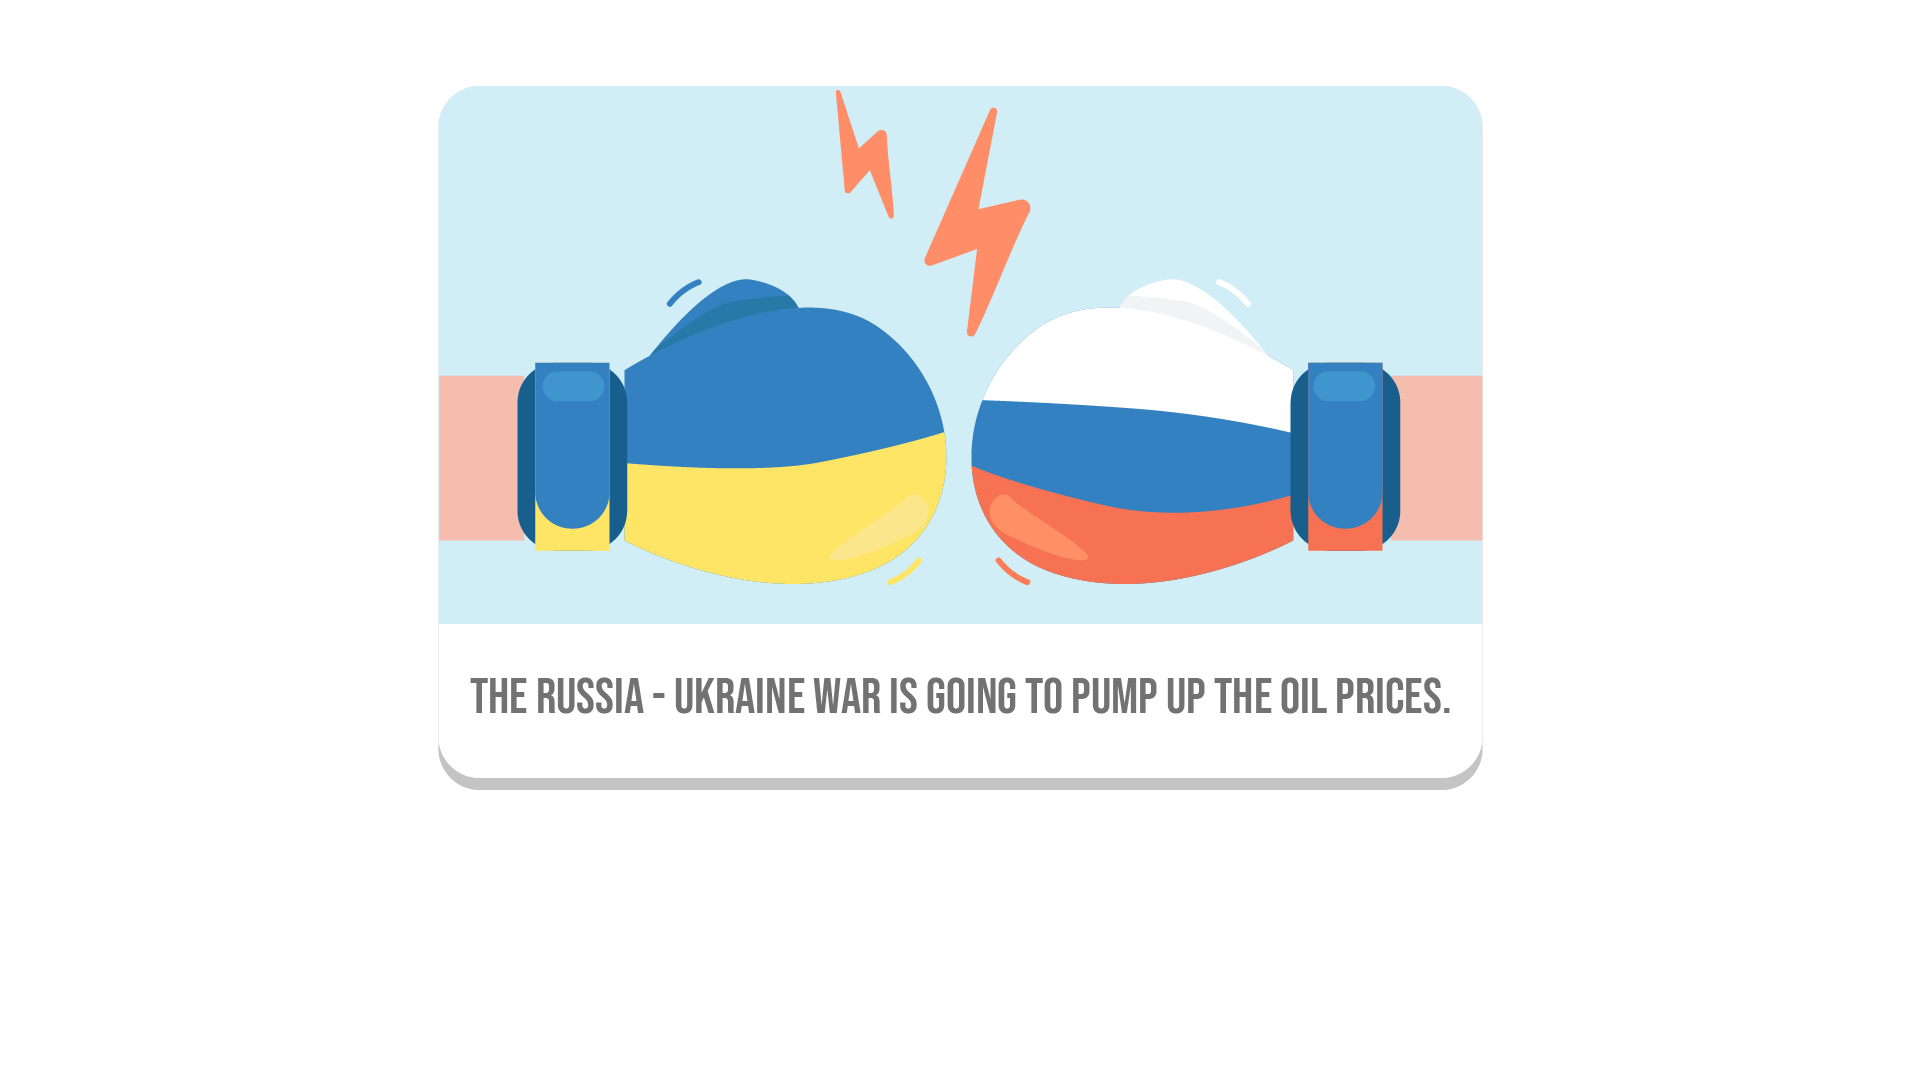 THE RUSSIA - UKRAINE WAR IS GOING TO PUMP UP THE OIL PRICES.